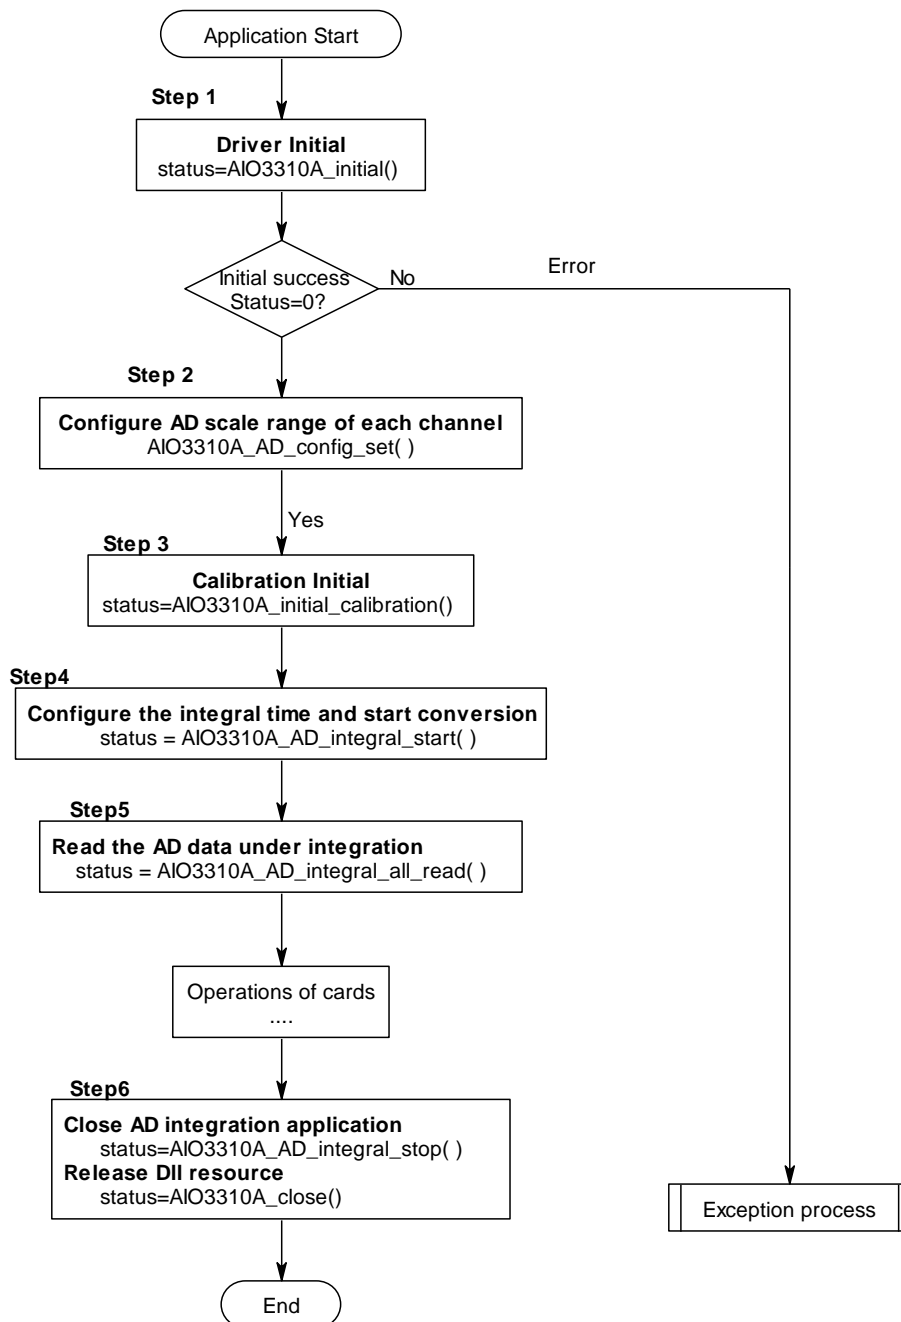 Application Start
Step 1
Driver Initial
status=AIO3310A_initial()
Initial success
Status=0?
No
Error
Step 2
Configure AD scale range of each channel
AIO3310A_AD_config_set( )
Yes
Step 3
Calibration Initial
status=AIO3310A_initial_calibration()
Step4
Configure the integral time and start conversion
status = AIO3310A_AD_integral_start( )
Step5
Read the AD data under integration
status = AIO3310A_AD_integral_all_read( )
Operations of cards
....
Step6
Close AD integration application
status=AIO3310A_AD_integral_stop( )
Release Dll resource
status=AIO3310A_close()
Exception process
End